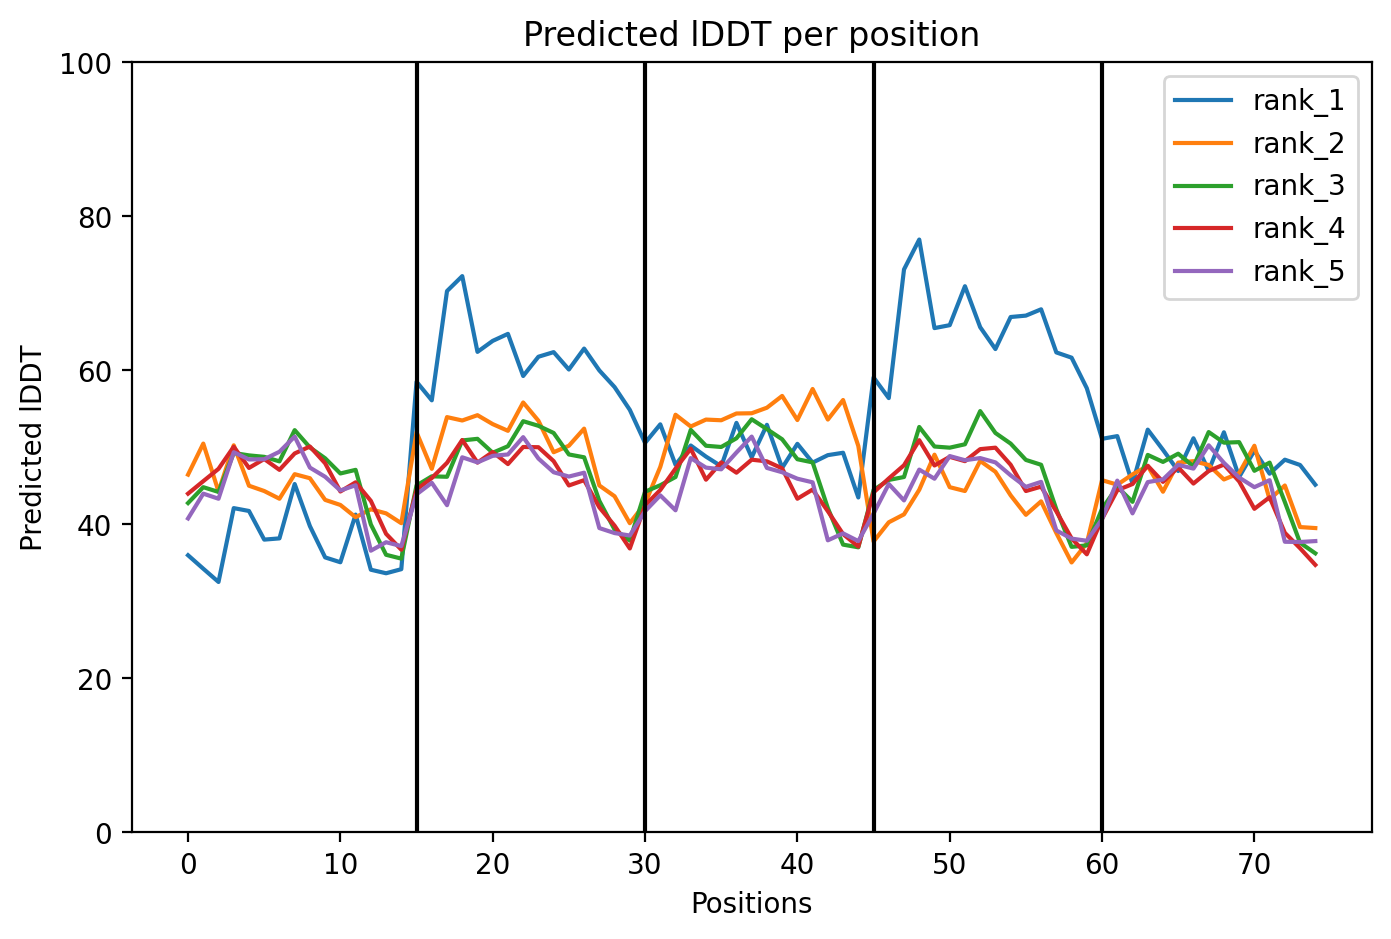 Predicted lDDT per position
100
80
60
40
20
0
Predicted lDDT
0 10 20 30 40 50 60 70
Positions
rank_1
rank_2
rank_3
rank_4
rank_5